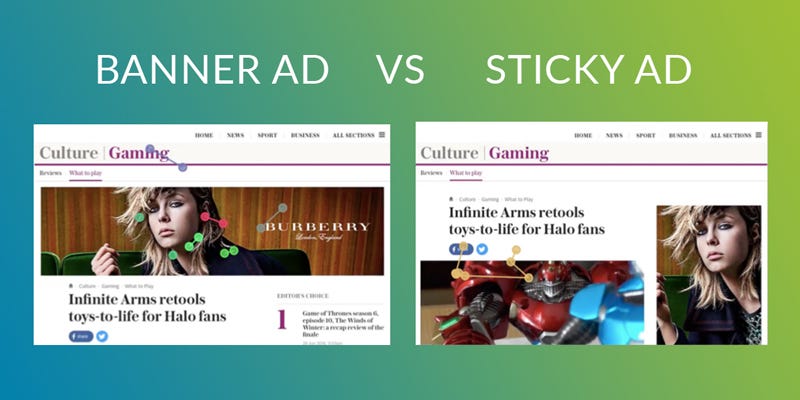 BANNER AD VS STICKY AD
HOME NEWS SPORT BUSINESS ALL SECTIONS
Culture | Gaming
Reviews What to play
BURBERRY
London, England
Culture Gaming What to Play
Infinite Arms retools
toys-to-life for Halo fans
share
EDITOR'S CHOICE
1
Game of Thrones season 6,
episode 10, The Winds of
Winter: a recap review of the
finale
HOME NEWS SPORT BUSINESS ALL SECTIONS
Culture | Gaming
Reviews What to play
Culture Gaming What to Play
Infinite Arms retools
toys-to-life for Halo fans